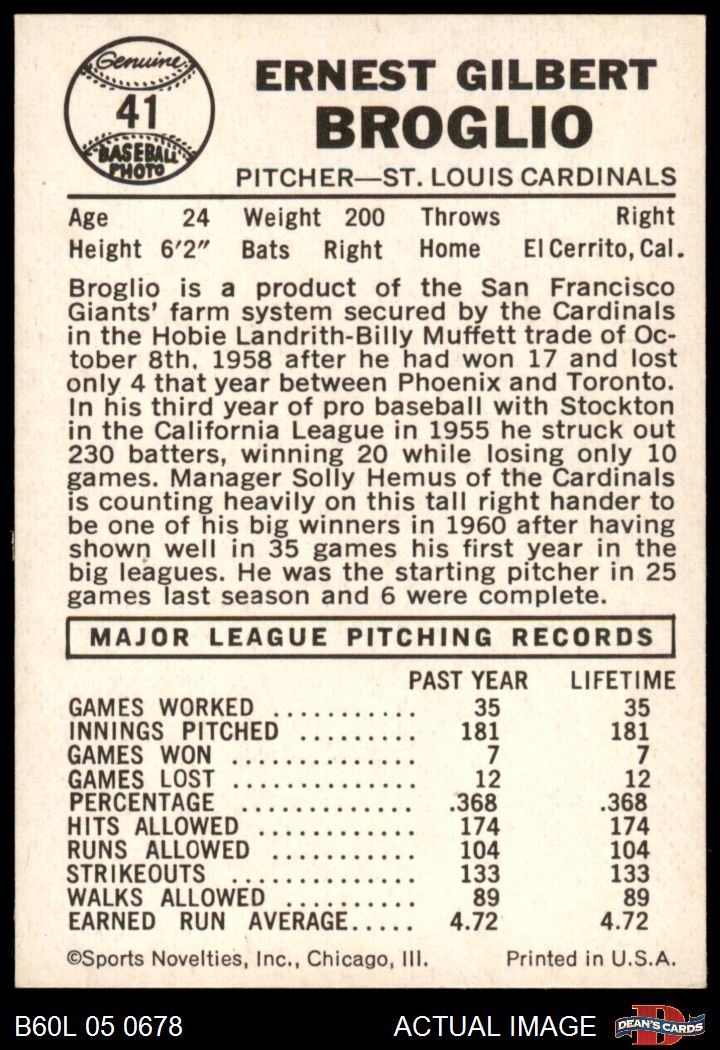 Genuine
41
BASEBALL
PHOTO
ERNEST GILBERT
BROGLIO
PITCHER—ST. LOUIS CARDINALS
Age 24 Weight 200 Throws Right
Height 6'2" Bats Right Home El Cerrito, Cal.
Broglio is a product of the San Francisco
Giants' farm system secured by the Cardinals
in the Hobie Landrith-Billy Muffett trade of Oc-
tober 8th, 1958 after he had won 17 and lost
only 4 that year between Phoenix and Toronto.
In his third year of pro baseball with Stockton
in the California League in 1955 he struck out
230 batters, winning 20 while losing only 10
games. Manager Solly Hemus of the Cardinals
is counting heavily on this tall right hander to
be one of his big winners in 1960 after having
shown well in 35 games his first year in the
big leagues. He was the starting pitcher in 25
games last season and 6 were complete.
MAJOR LEAGUE PITCHING RECORDS
PAST YEAR LIFETIME
GAMES WORKED ........... 35 35
INNINGS PITCHED ......... 181 181
GAMES WON .............. 7 7
GAMES LOST .............. 12 12
PERCENTAGE ............. .368 .368
HITS ALLOWED ............ 174 174
RUNS ALLOWED ........... 104 104
STRIKEOUTS .............. 133 133
WALKS ALLOWED .......... 89 89
EARNED RUN AVERAGE..... 4.72 4.72
©Sports Novelties, Inc., Chicago, Ill. Printed in U.S.A.
B60L 05 0678 ACTUAL IMAGE D DEAN'S CARDS